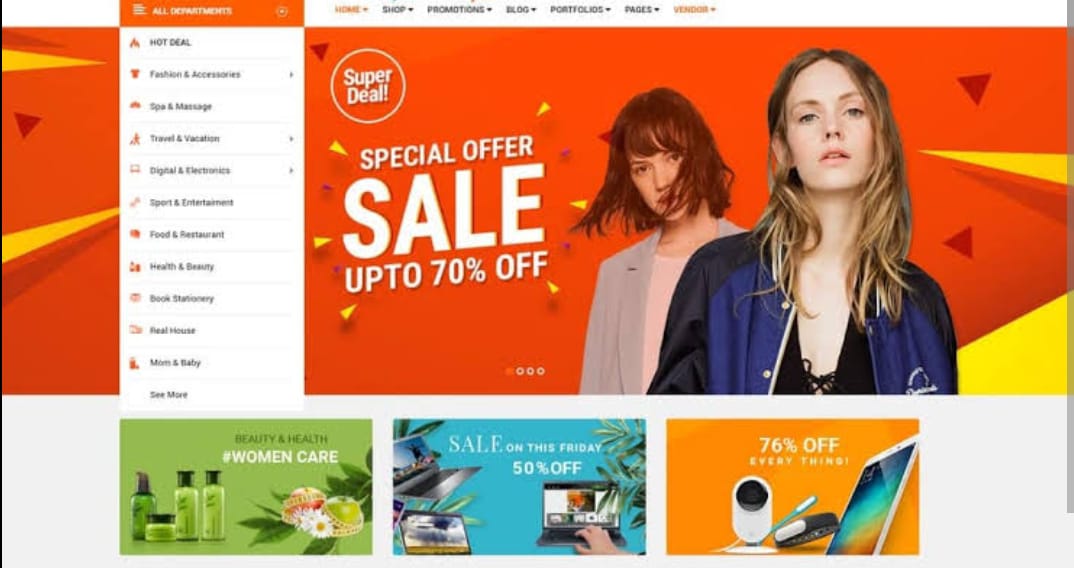 ALL DEPARTMENTS
HOME SHOP PROMOTIONS BLOG PORTFOLIOS PAGES VENDOR
HOT DEAL
Fashion & Accessories
Spa & Massage
Travel & Vacation
Digital & Electronics
Sport & Entertaiment
Food & Restaurant
Health & Beauty
Book Stationery
Real House
Mom & Baby
See More
Super
Deal!
SPECIAL OFFER
SALE
UPTO 70% OFF
BEAUTY & HEALTH
#WOMEN CARE
SALE ON THIS FRIDAY
50%OFF
76% OFF
EVERY THING!